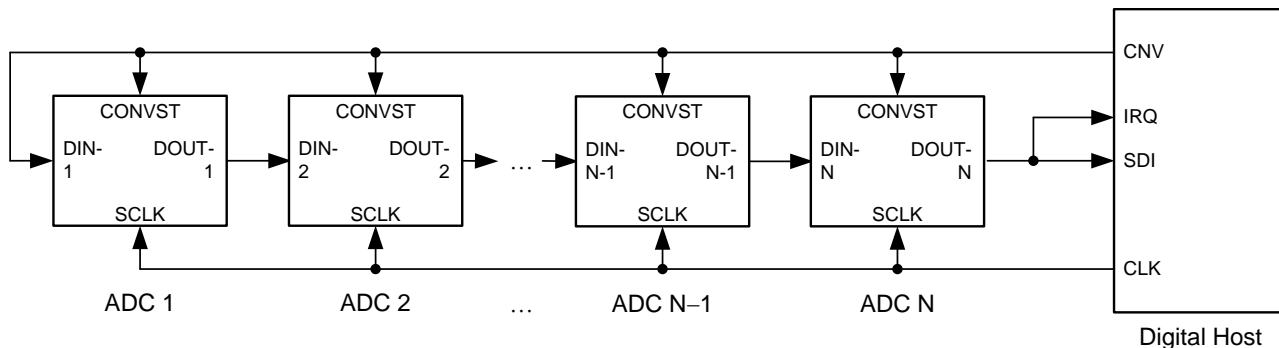 CNV
CONVST
CONVST
CONVST
CONVST
IRQ
DIN-
1
DOUT-
1
DIN-
2
DOUT-
2
...
DIN-
N-1
DOUT-
N-1
DIN-
N
DOUT-
N
SDI
SCLK
SCLK
SCLK
SCLK
CLK
ADC 1
ADC 2
...
ADC N−1
ADC N
Digital Host